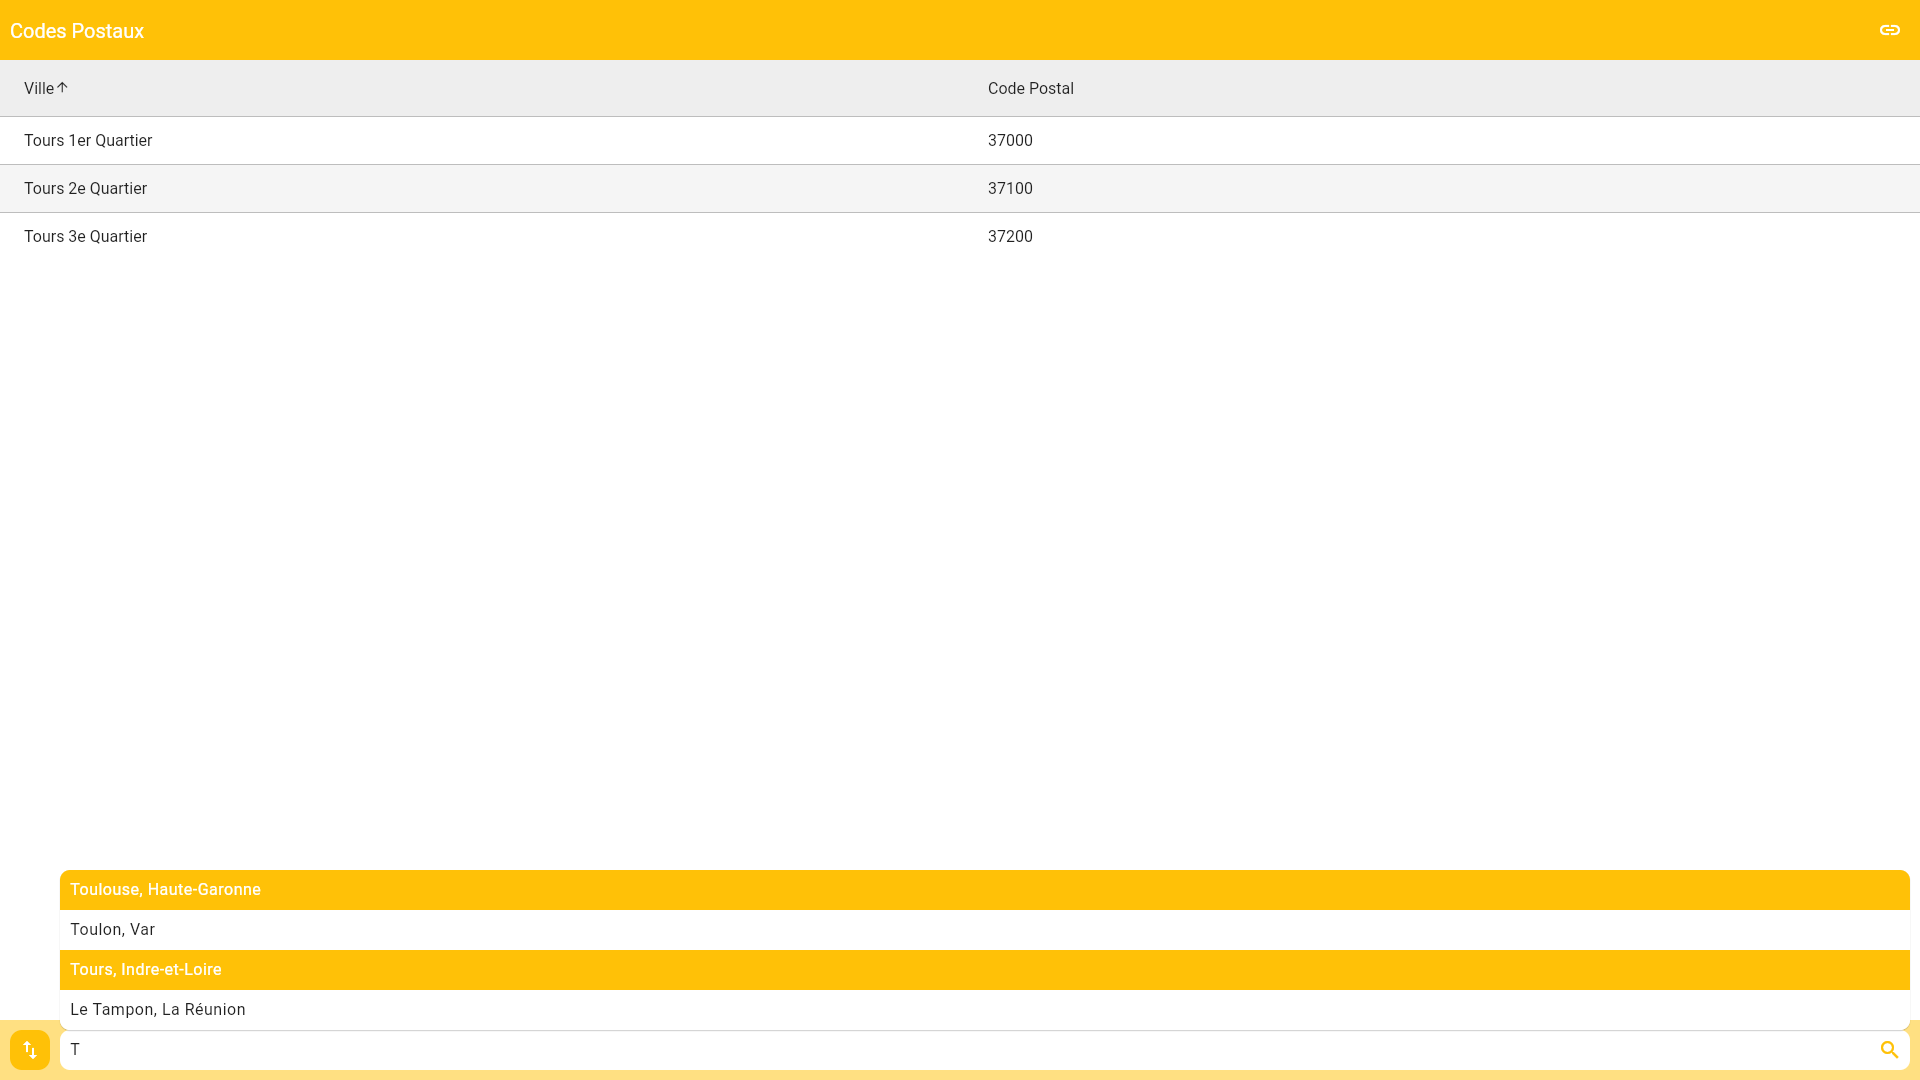 Codes Postaux
Ville Code Postal
Tours 1er Quartier 37000
Tours 2e Quartier 37100
Tours 3e Quartier 37200
Toulouse, Haute-Garonne
Toulon, Var
Tours, Indre-et-Loire
Le Tampon, La Réunion
T